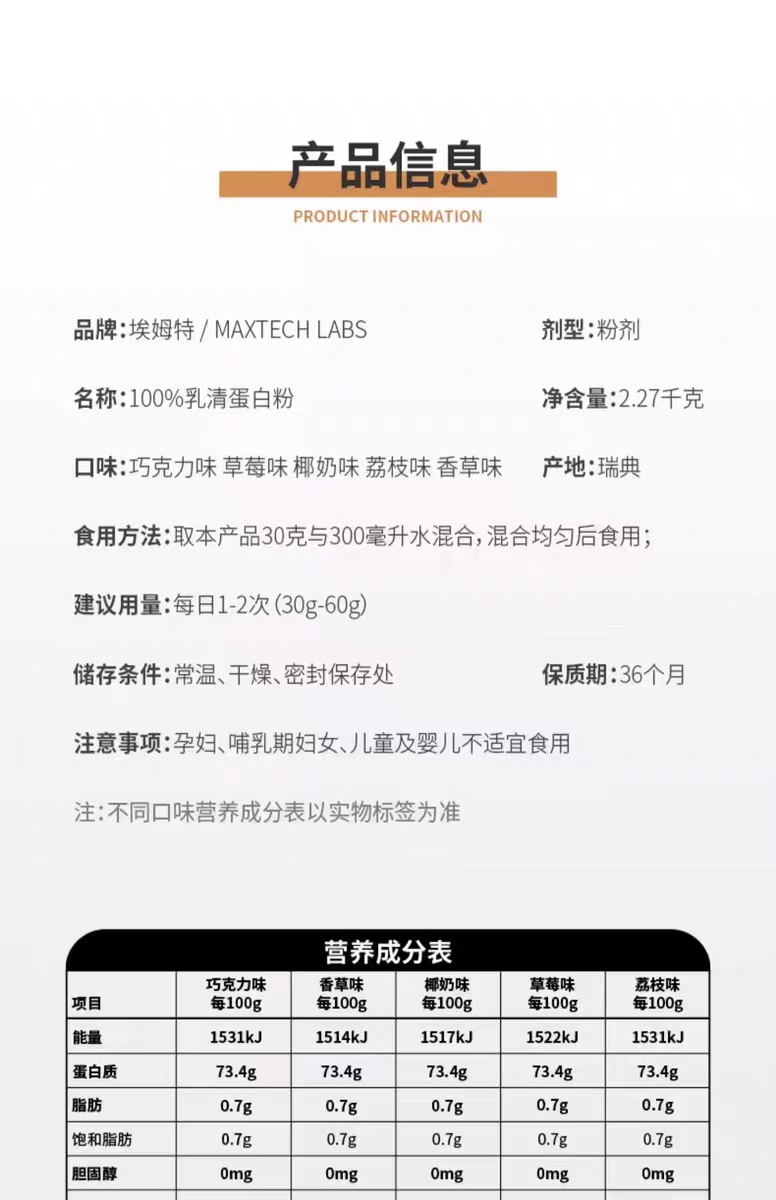 产品信息
PRODUCT INFORMATION
品牌：埃姆特 / MAXTECH LABS 剂型：粉剂
名称：100%乳清蛋白粉 净含量：2.27千克
口味：巧克力味 草莓味 椰奶味 荔枝味 香草味 产地：瑞典
食用方法：取本产品30克与300毫升水混合，混合均匀后食用；
建议用量：每日1-2次（30g-60g）
储存条件：常温、干燥、密封保存处 保质期：36个月
注意事项：孕妇、哺乳期妇女、儿童及婴儿不适宜食用
注：不同口味营养成分表以实物标签为准
营养成分表
项目 巧克力味 每100g 香草味 每100g 椰奶味 每100g 草莓味 每100g 荔枝味 每100g
能量 1531kJ 1514kJ 1517kJ 1522kJ 1531kJ
蛋白质 73.4g 73.4g 73.4g 73.4g 73.4g
脂肪 0.7g 0.7g 0.7g 0.7g 0.7g
饱和脂肪 0.7g 0.7g 0.7g 0.7g 0.7g
胆固醇 0mg 0mg 0mg 0mg 0mg